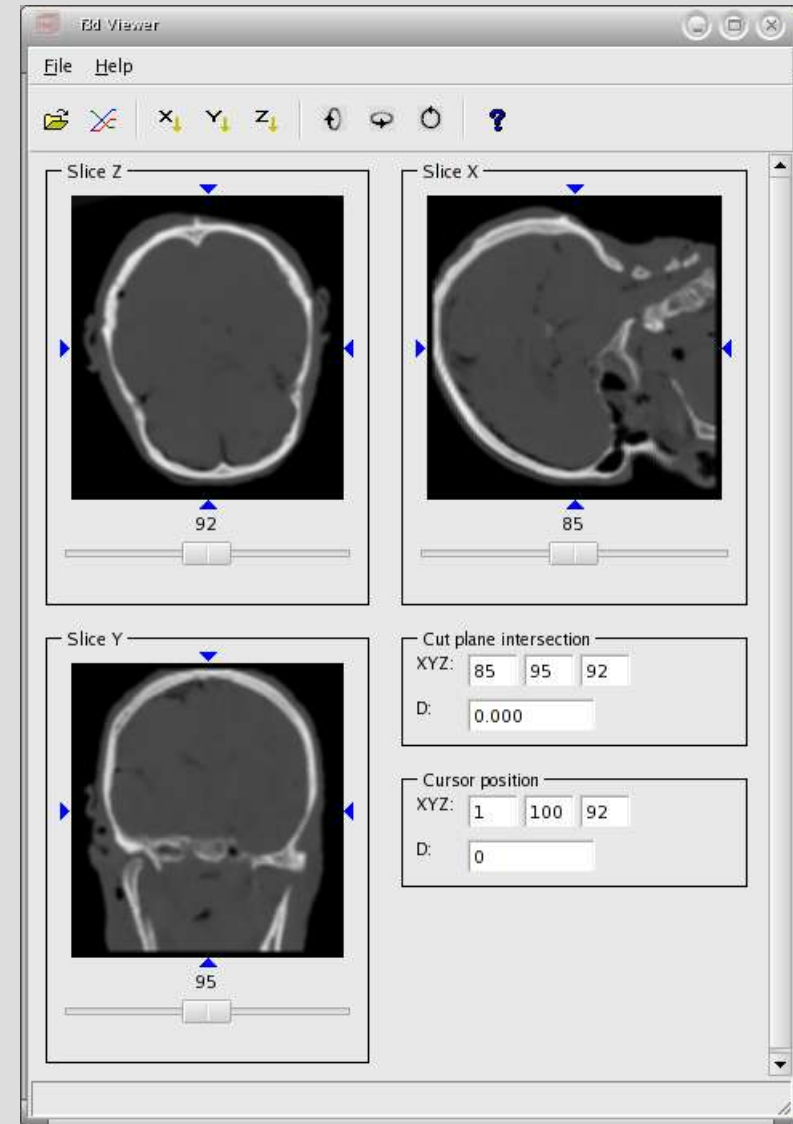 f3d Viewer
File Help
X Y Z ?
Slice Z
92
Slice X
85
Slice Y
95
Cut plane intersection
XYZ: 85 95 92
D: 0.000
Cursor position
XYZ: 1 100 92
D: 0